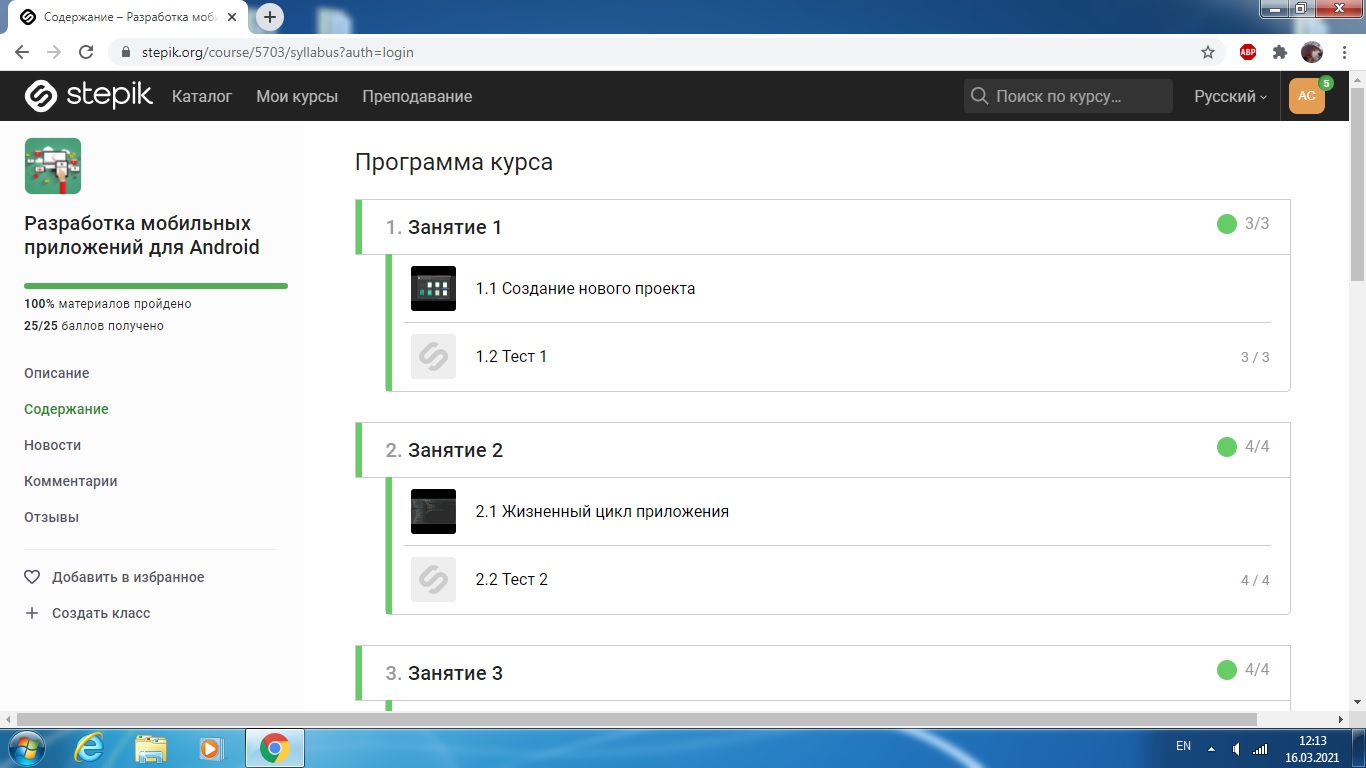 Содержание – Разработка моби
stepik.org/course/5703/syllabus?auth=login
ABP
stepik
Каталог
Мои курсы
Преподавание
Поиск по курсу...
Русский
AC
5
Разработка мобильных
приложений для Android
100% материалов пройдено
25/25 баллов получено
Описание
Содержание
Новости
Комментарии
Отзывы
Добавить в избранное
Создать класс
Программа курса
1. Занятие 1
3/3
1.1 Создание нового проекта
1.2 Тест 1
3 / 3
2. Занятие 2
4/4
2.1 Жизненный цикл приложения
2.2 Тест 2
4 / 4
3. Занятие 3
4/4
EN
12:13
16.03.2021